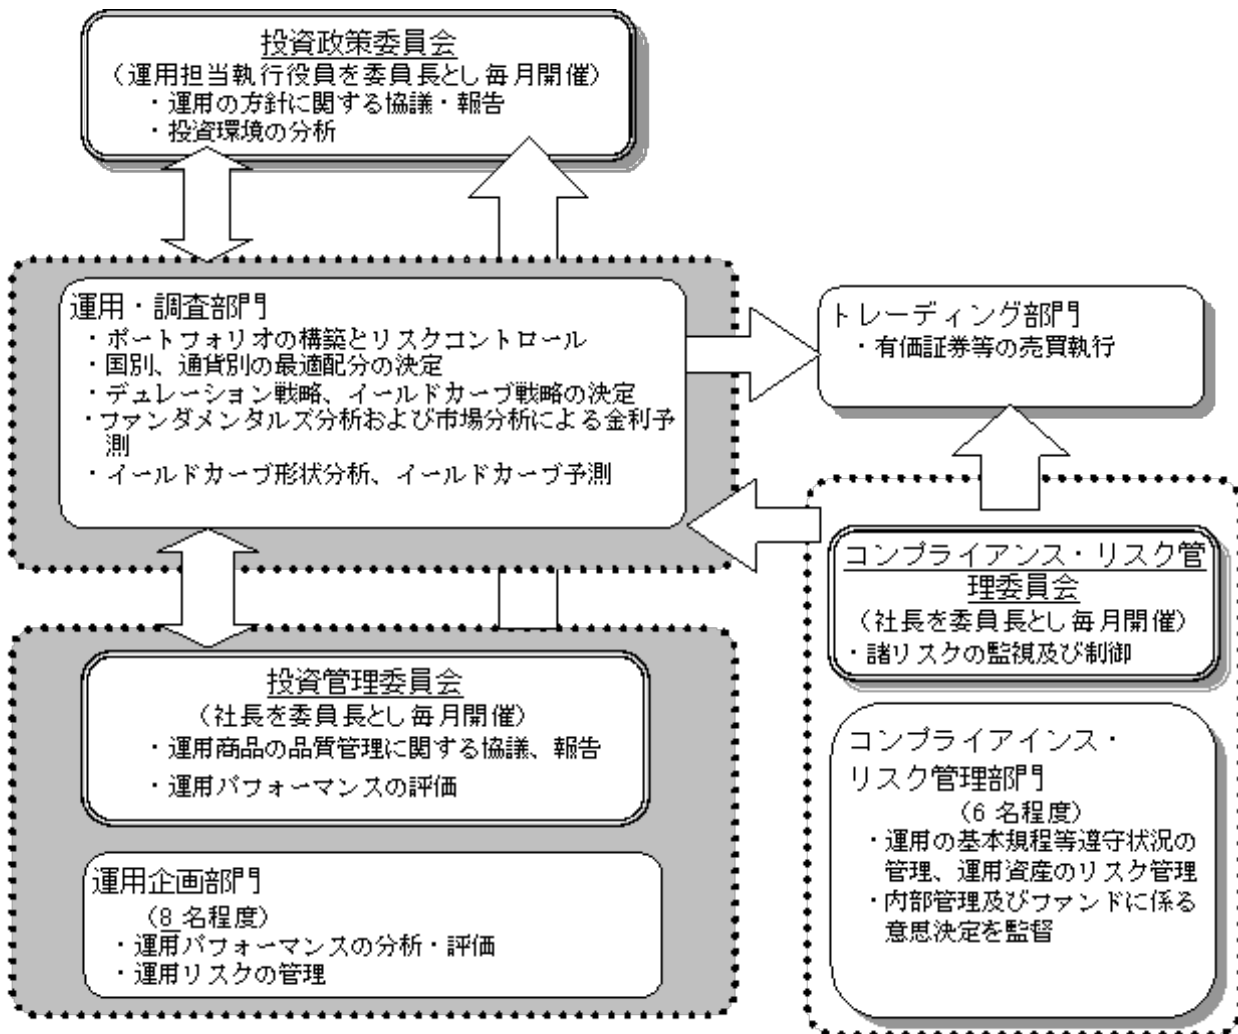 投資政策委員会
（運用担当執行役員を委員長とし毎月開催）
・運用の方針に関する協議・報告
・投資環境の分析
運用・調査部門
・ポートフォリオの構築とリスクコントロール
・国別、通貨別の最適配分の決定
・デュレーション戦略、イールドカーブ戦略の決定
・ファンダメンタルズ分析および市場分析による金利予
測
・イールドカーブ形状分析、イールドカーブ予測
トレーディング部門
・有価証券等の売買執行
コンプライアンス・リスク管
理委員会
（社長を委員長とし毎月開催）
・諸リスクの監視及び制御
投資管理委員会
（社長を委員長とし毎月開催）
・運用商品の品質管理に関する協議、報告
・運用パフォーマンスの評価
コンプライアインス・
リスク管理部門
（6 名程度）
・運用の基本規程等遵守状況の
管理、運用資産のリスク管理
・内部管理及びファンドに係る
意思決定を監督
運用企画部門
（8 名程度）
・運用パフォーマンスの分析・評価
・運用リスクの管理